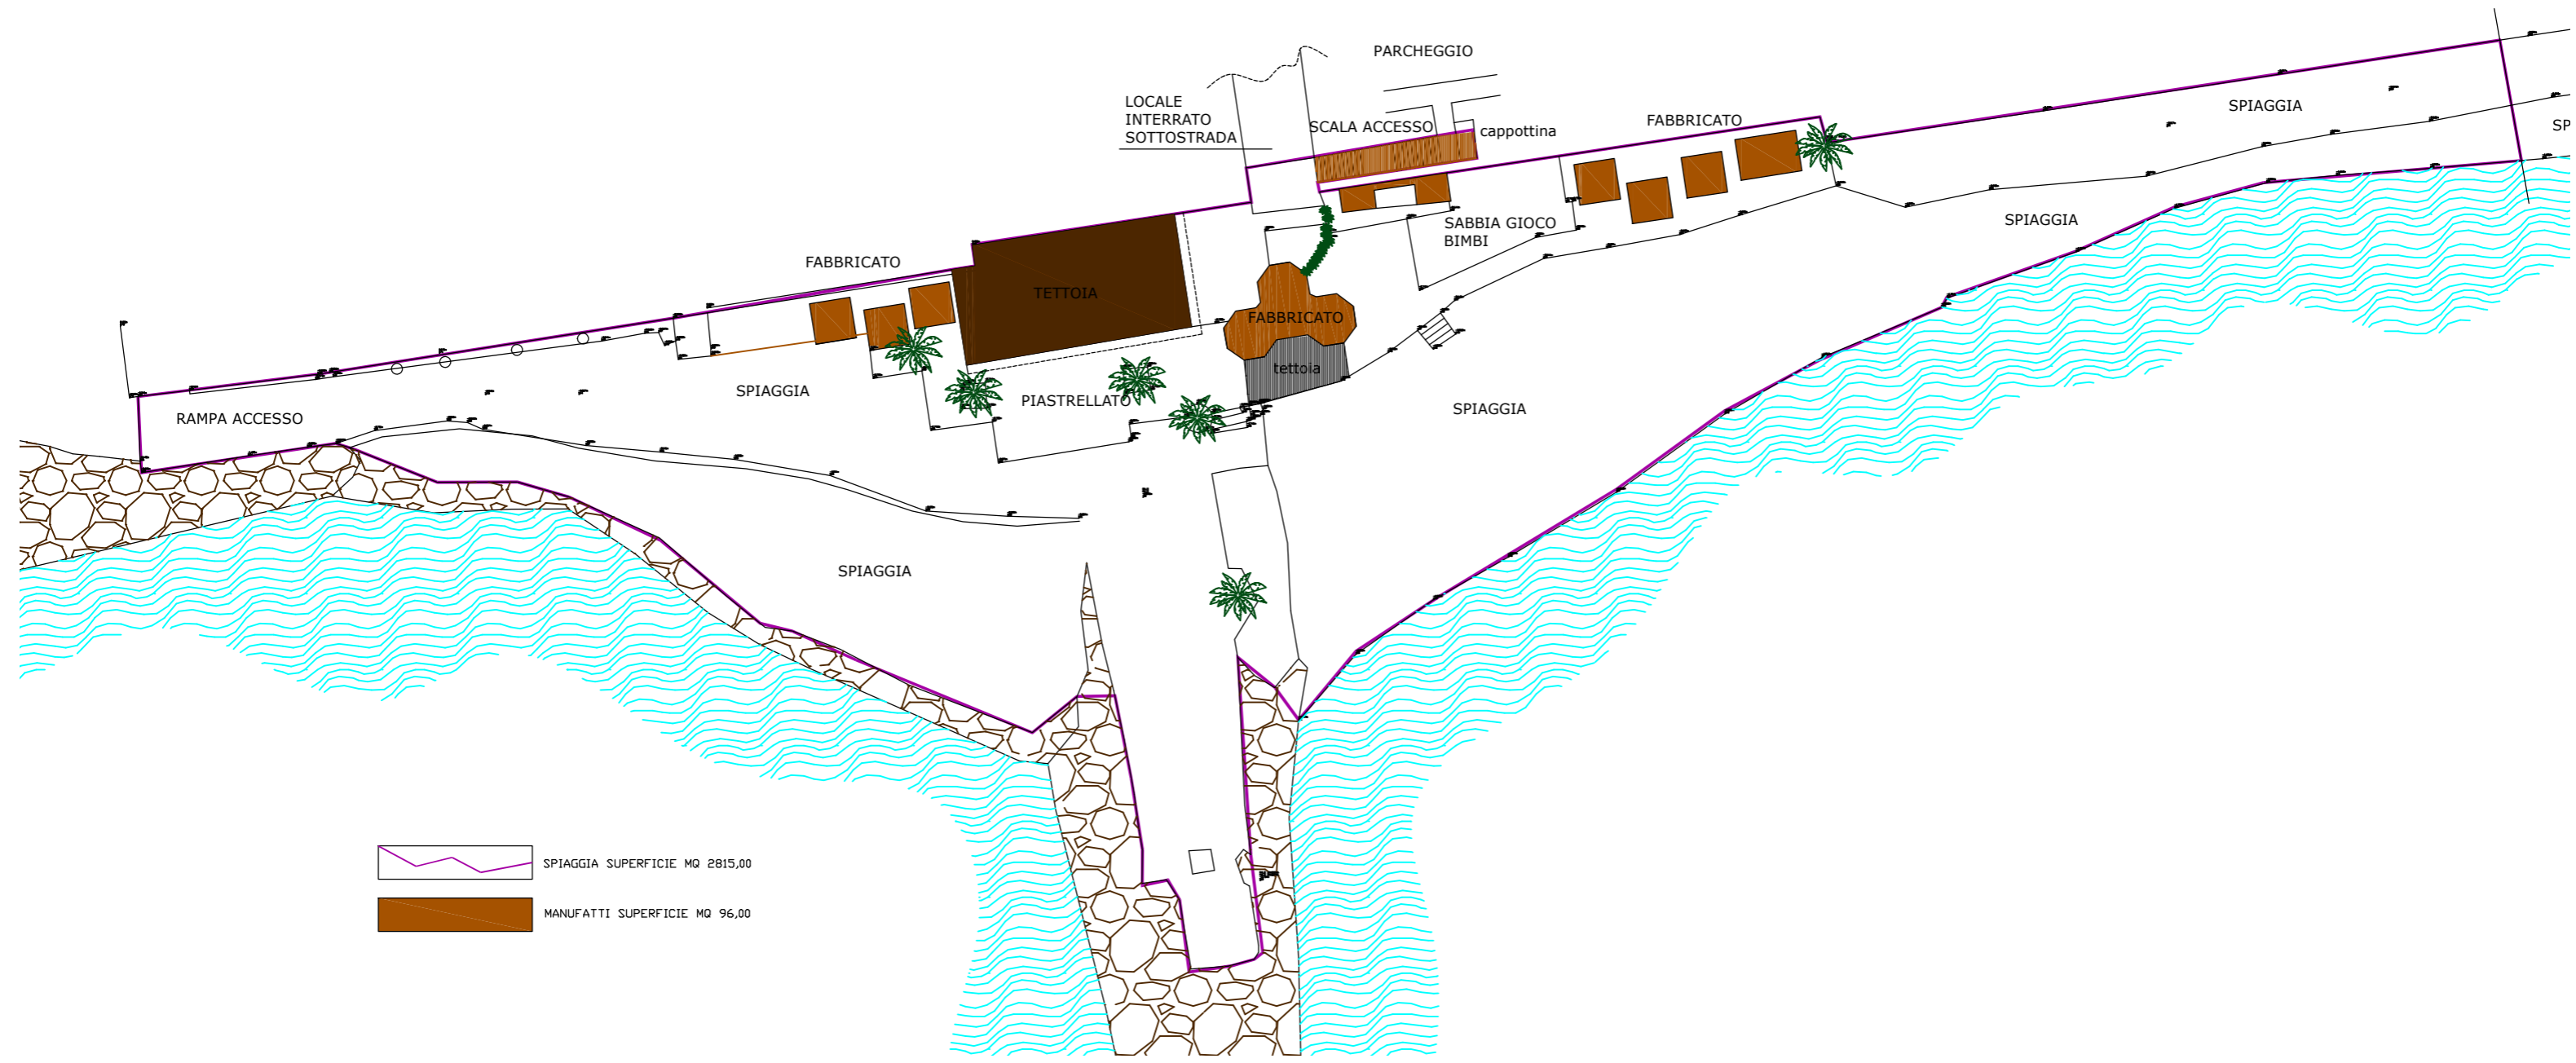 PARCHEGGIO
LOCALE
INTERRATO
SOTTOSTRADA
SCALA ACCESSO
cappottina
FABBRICATO
SPIAGGIA
SP
SPIAGGIA
SABBIA GIOCO
BIMBI
FABBRICATO
TETTOIA
FABBRICATO
tettoia
SPIAGGIA
PIASTRELLATO
SPIAGGIA
RAMPA ACCESSO
SPIAGGIA
SPIAGGIA SUPERFICIE MQ 2815,00
MANUFATTI SUPERFICIE MQ 96,00